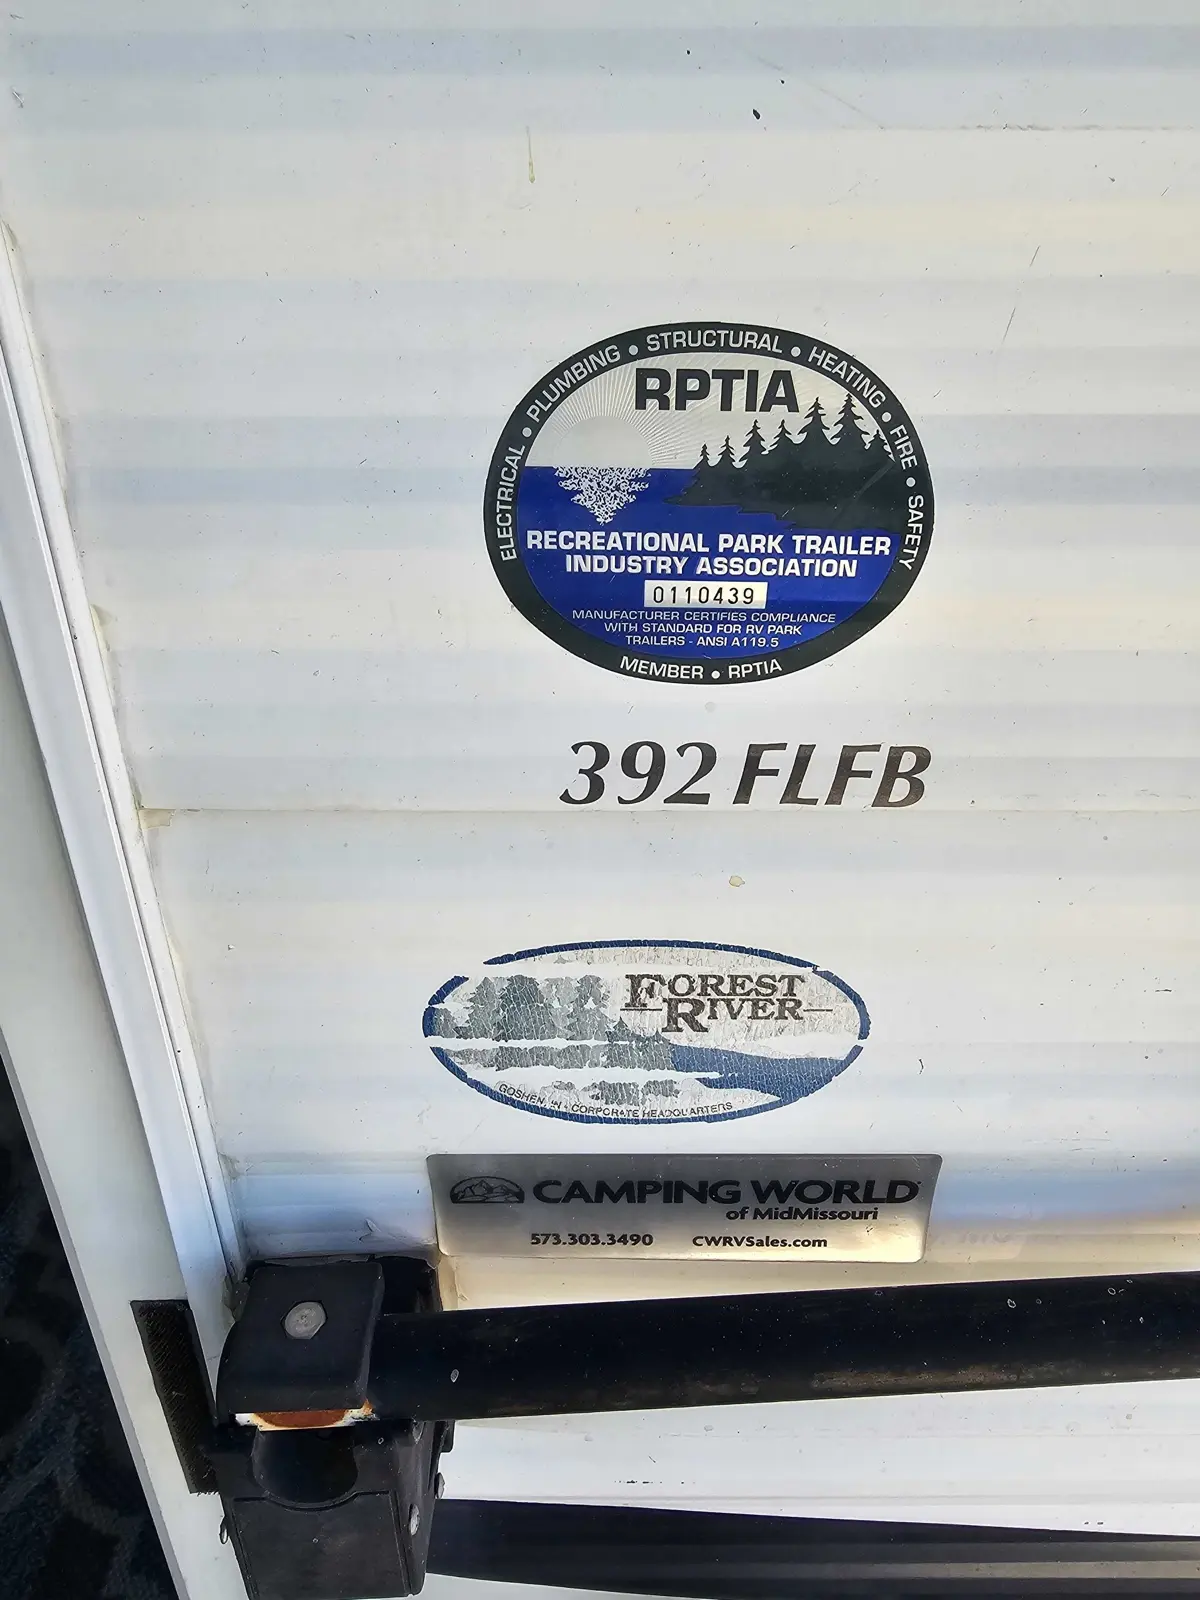 ELECTRICAL • PLUMBING • STRUCTURAL • HEATING • FIRE • SAFETY
RPTIA
RECREATIONAL PARK TRAILER
INDUSTRY ASSOCIATION
0110439
MANUFACTURER CERTIFIES COMPLIANCE
WITH STANDARD FOR RV PARK
TRAILERS - ANSI A119.5
MEMBER • RPTIA
392 FLFB
FOREST
RIVER
GOSHEN, IN • CORPORATE HEADQUARTERS
CAMPING WORLD
of MidMissouri
573.303.3490 CWRVSales.com